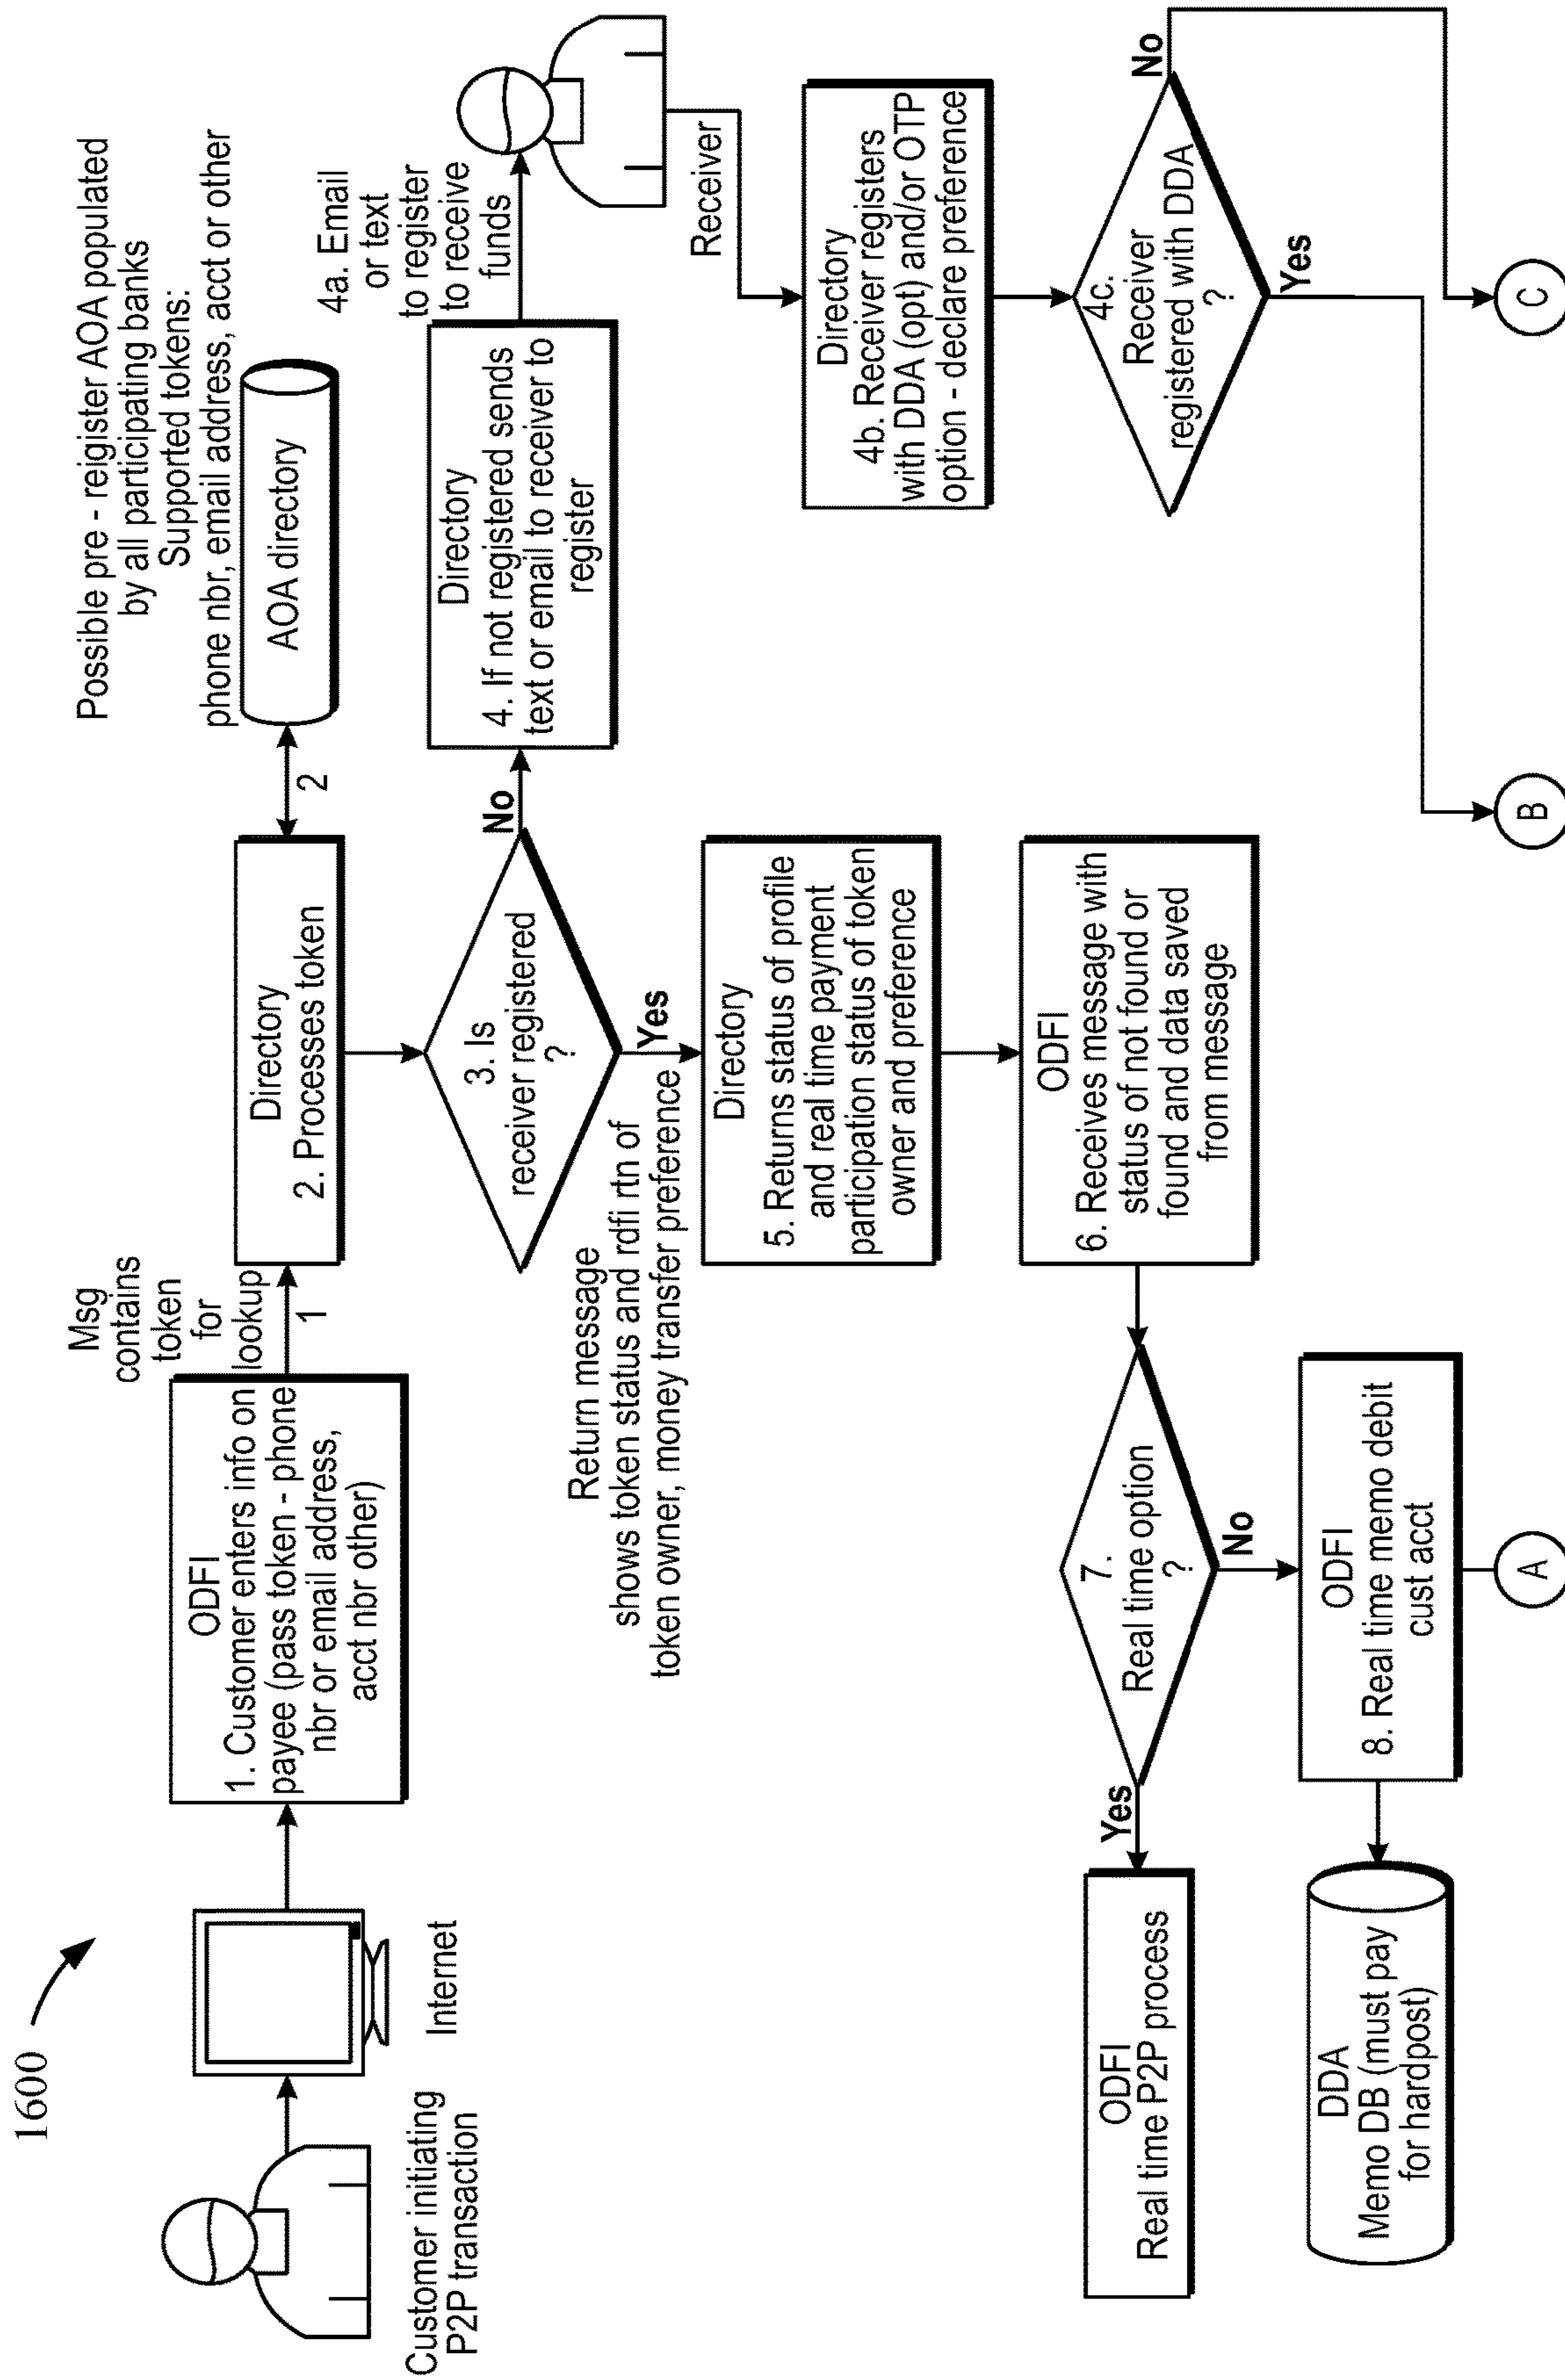 1600
Customer initiating
P2P transaction
Internet
ODFI
1. Customer enters info on
payee (pass token - phone
nbr or email address,
acct nbr other)
Msg
contains
token
for
lookup
1
Directory
2. Processes token
2
Possible pre - reigister AOA populated
by all participating banks
Supported tokens:
phone nbr, email address, acct or other
AOA directory
3. Is
receiver registered
?
No
Yes
Directory
4. If not registered sends
text or email to receiver to
register
4a. Email
or text
to register
to receive
funds
Receiver
Return message
shows token status and rdfi rtn of
token owner, money transfer preference
Directory
5. Returns status of profile
and real time payment
participation status of token
owner and preference
Directory
4b. Receiver registers
with DDA (opt) and/or OTP
option - declare preference
ODFI
6. Receives message with
status of not found or
found and data saved
from message
4c.
Receiver
registered with DDA
?
No
Yes
7.
Real time option
?
Yes
No
ODFI
Real time P2P process
ODFI
8. Real time memo debit
cust acct
DDA
Memo DB (must pay
for hardpost)
A
B
C